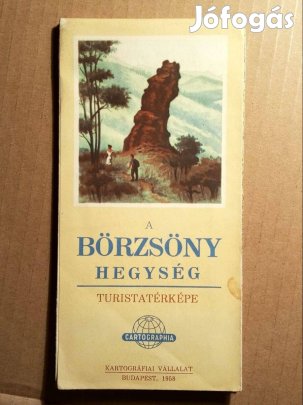 Jófogás
A
BÖRZSÖNY
HEGYSÉG
TURISTATÉRKÉPE
CARTOGRAPHIA
KARTOGRÁFIAI VÁLLALAT
BUDAPEST, 1958